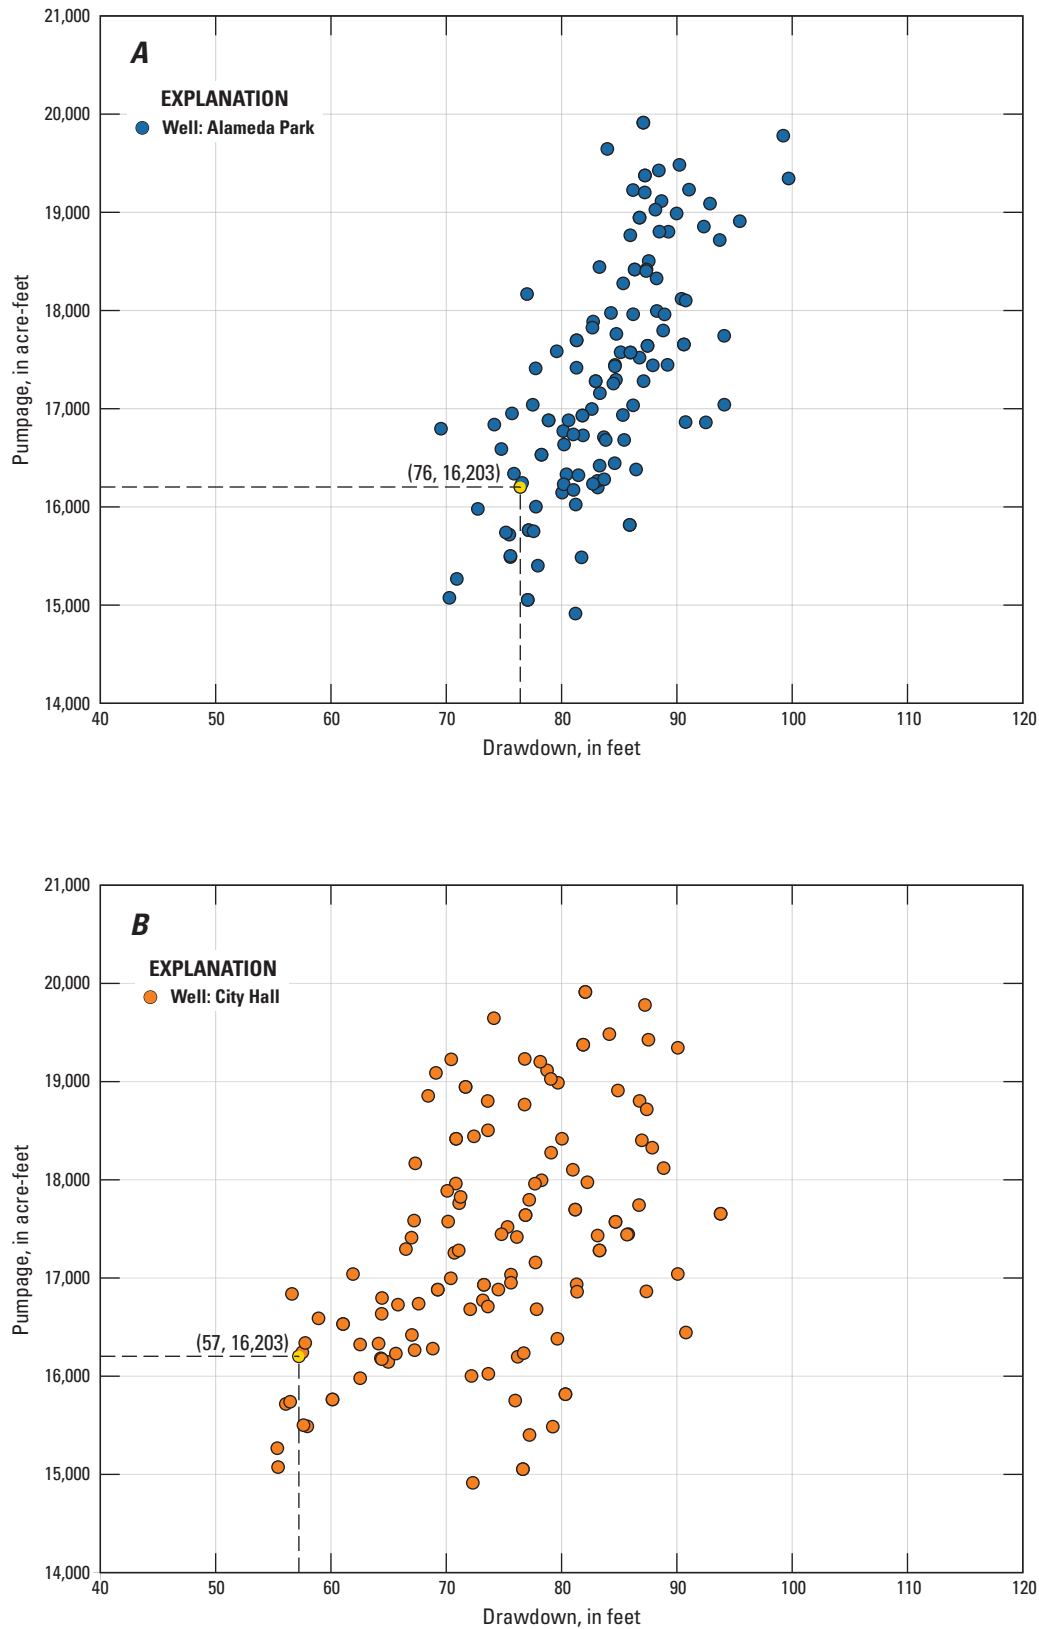 21,000
A
EXPLANATION
Well: Alameda Park
20,000
19,000
18,000
17,000
(76, 16,203)
16,000
15,000
14,000
Pumpage, in acre-feet
40 50 60 70 80 90 100 110 120
Drawdown, in feet
21,000
B
EXPLANATION
Well: City Hall
20,000
19,000
18,000
17,000
(57, 16,203)
16,000
15,000
14,000
Pumpage, in acre-feet
40 50 60 70 80 90 100 110 120
Drawdown, in feet